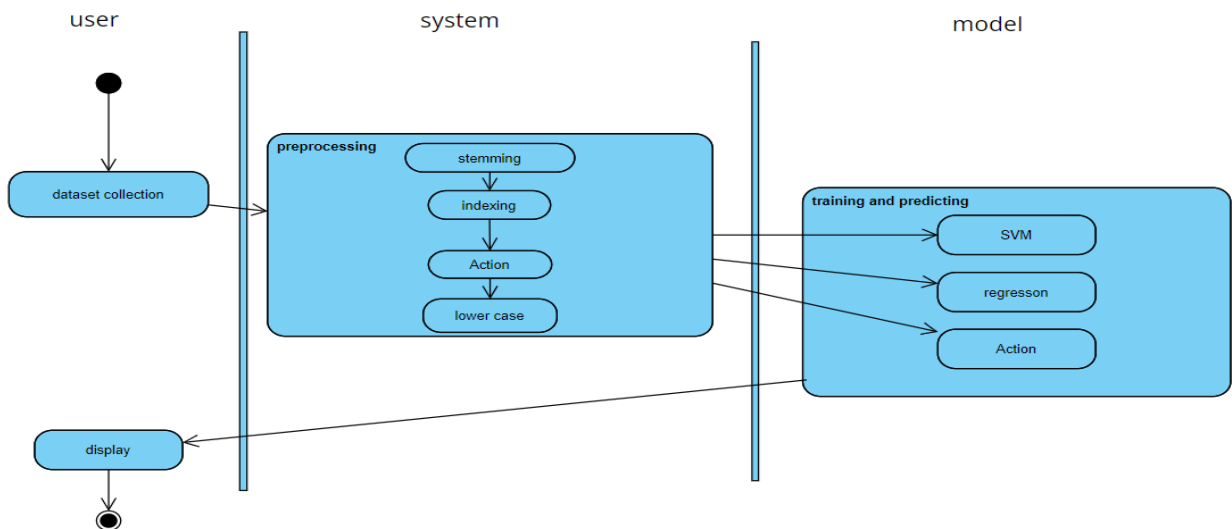 user
system
model
dataset collection
preprocessing
stemming
indexing
Action
lower case
training and predicting
SVM
regresson
Action
display